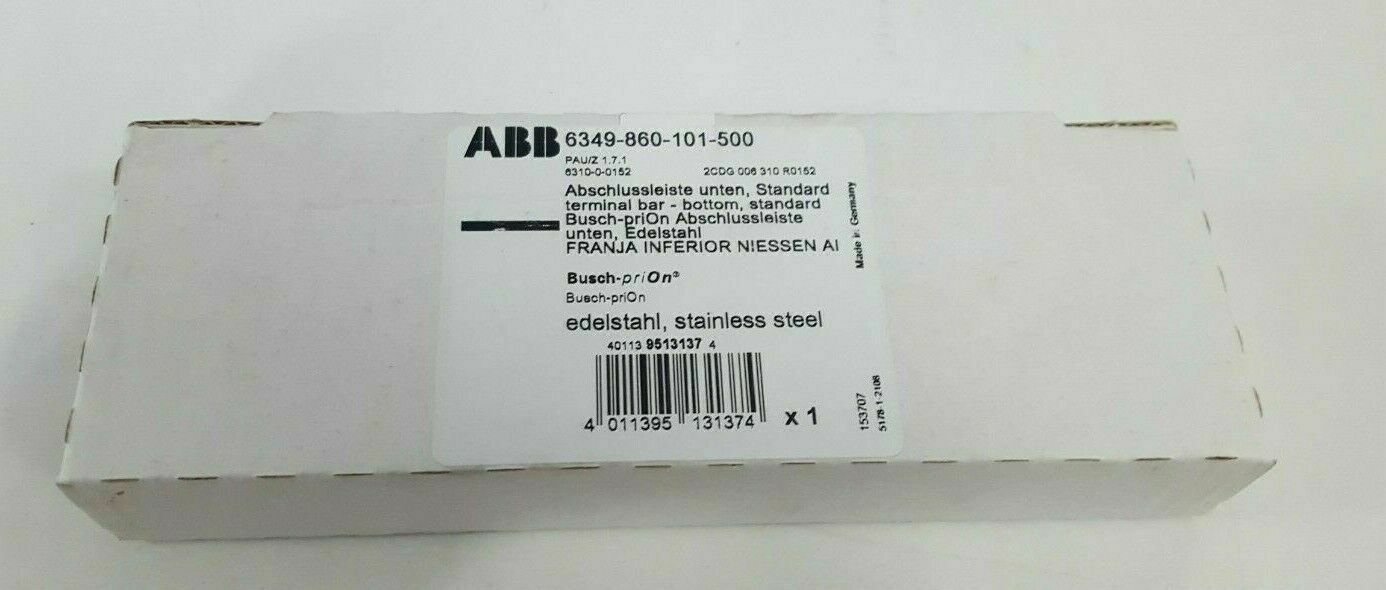 ABB 6349-860-101-500
PAU/Z 1.7.1
6310-0-0152 2CDG 006 310 R0152
Abschlussleiste unten, Standard
terminal bar - bottom, standard
Busch-priOn Abschlussleiste
unten, Edelstahl
FRANJA INFERIOR NIESSEN AI
Busch-priOn®
Busch-priOn
edelstahl, stainless steel
40113 9513137 4
4 011395 131374 x 1
Made in Germany
153707
5178-1-2108